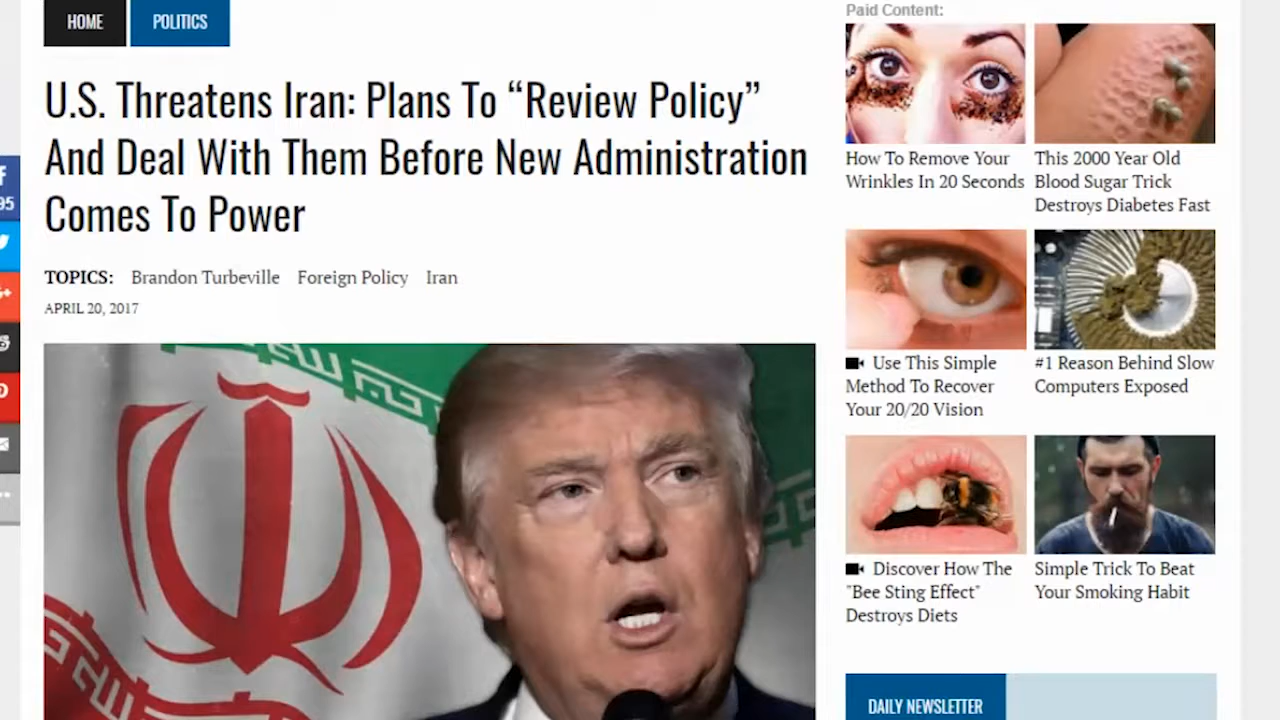 HOME
POLITICS
U.S. Threatens Iran: Plans To “Review Policy”
And Deal With Them Before New Administration
Comes To Power
TOPICS: Brandon Turbeville Foreign Policy Iran
APRIL 20, 2017
95
Paid Content:
How To Remove Your
Wrinkles In 20 Seconds
This 2000 Year Old
Blood Sugar Trick
Destroys Diabetes Fast
Use This Simple
Method To Recover
Your 20/20 Vision
#1 Reason Behind Slow
Computers Exposed
Discover How The
"Bee Sting Effect"
Destroys Diets
Simple Trick To Beat
Your Smoking Habit
DAILY NEWSLETTER